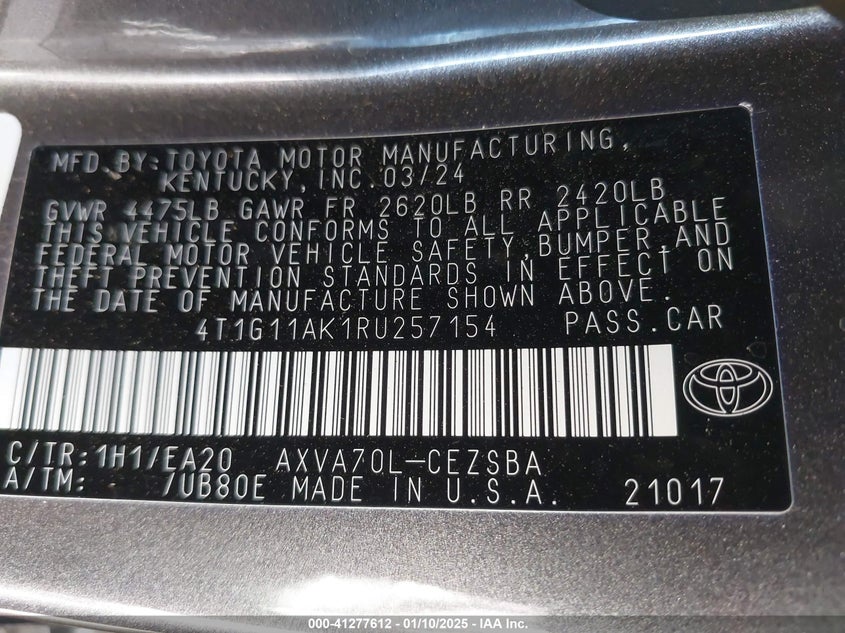 MFD.BY:TOYOTA MOTOR MANUFACTURING,
KENTUCKY,INC.03/24
GVWR 4475LB GAWR FR 2620LB RR 2420LB
THIS VEHICLE CONFORMS TO ALL APPLICABLE
FEDERAL MOTOR VEHICLE SAFETY,BUMPER,AND
THEFT PREVENTION STANDARDS IN EFFECT ON
THE DATE OF MANUFACTURE SHOWN ABOVE.
4T1G11AK1RU257154 PASS.CAR
C/TR:1H1/EA20 AXVA70L-CEZSBA
A/TM: /UB80E MADE IN U.S.A. 21017
000-41277612 - 01/10/2025 - IAA Inc.